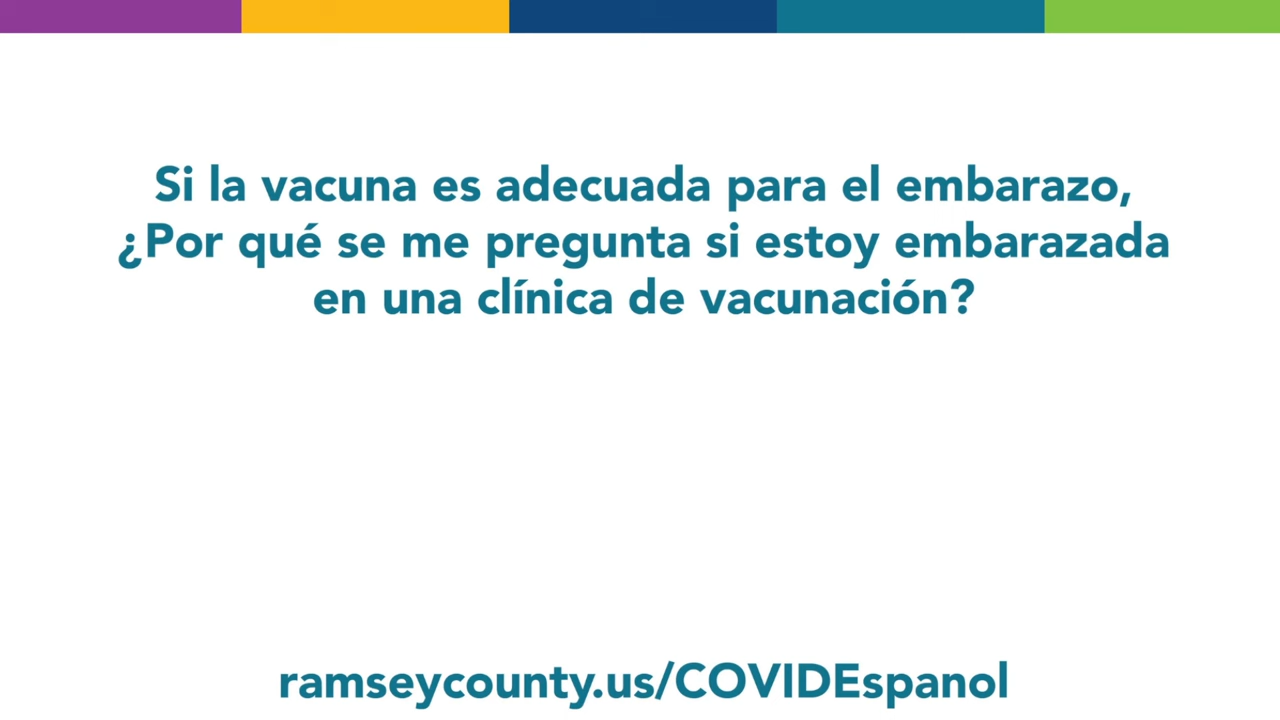 Si la vacuna es adecuada para el embarazo,
¿Por qué se me pregunta si estoy embarazada
en una clínica de vacunación?
ramseycounty.us/COVIDEspanol